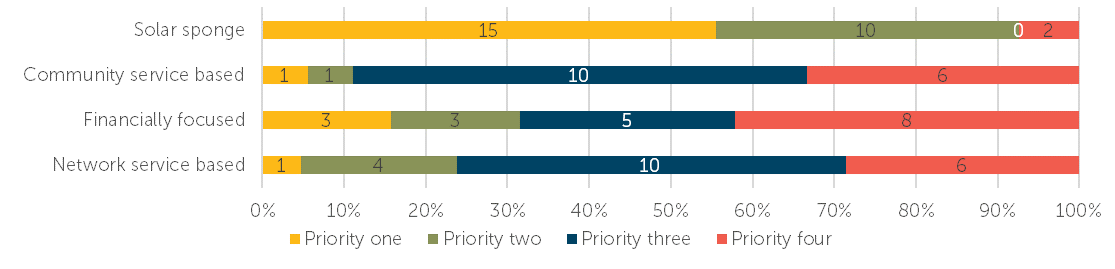 Solar sponge 15 10 0 2
Community service based 1 1 10 6
Financially focused 3 3 5 8
Network service based 1 4 10 6
0% 10% 20% 30% 40% 50% 60% 70% 80% 90% 100%
Priority one Priority two Priority three Priority four